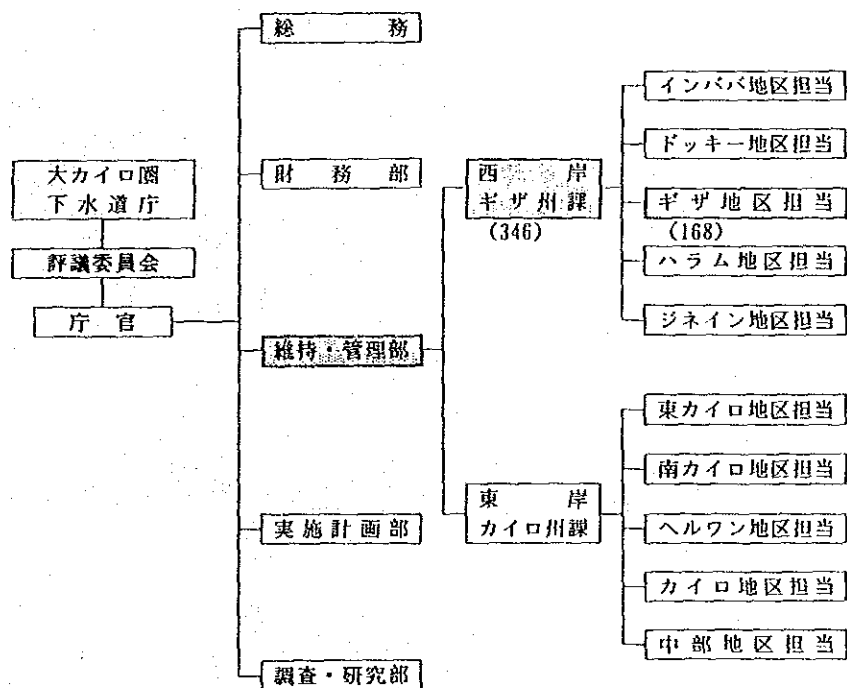 大カイロ圏
下水道庁
評議委員会
庁官
総務
財務部
維持・管理部
実施計画部
調査・研究部
西岸
ギザ州課
(346)
東岸
カイロ州課
インババ地区担当
ドッキー地区担当
ギザ地区担当
(168)
ハラム地区担当
ジネイン地区担当
東カイロ地区担当
南カイロ地区担当
ヘルワン地区担当
カイロ地区担当
中部地区担当